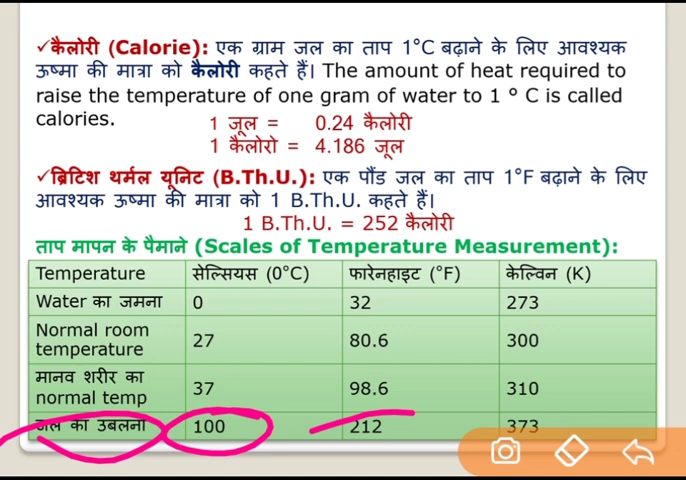 ✓कैलोरी (Calorie): एक ग्राम जल का ताप 1°C बढ़ाने के लिए आवश्यक
ऊष्मा की मात्रा को कैलोरी कहते हैं। The amount of heat required to
raise the temperature of one gram of water to 1 ° C is called
calories.
1 जूल = 0.24 कैलोरी
1 कैलोरो = 4.186 जूल
✓ब्रिटिश थर्मल यूनिट (B.Th.U.): एक पौंड जल का ताप 1°F बढ़ाने के लिए
आवश्यक ऊष्मा की मात्रा को 1 B.Th.U. कहते हैं।
1 B.Th.U. = 252 कैलोरी
ताप मापन के पैमाने (Scales of Temperature Measurement):
Temperature सेल्सियस (0°C) फारेनहाइट (°F) केल्विन (K)
Water का जमना 0 32 273
Normal room
temperature 27 80.6 300
मानव शरीर का
normal temp 37 98.6 310
जल का उबलना 100 212 373